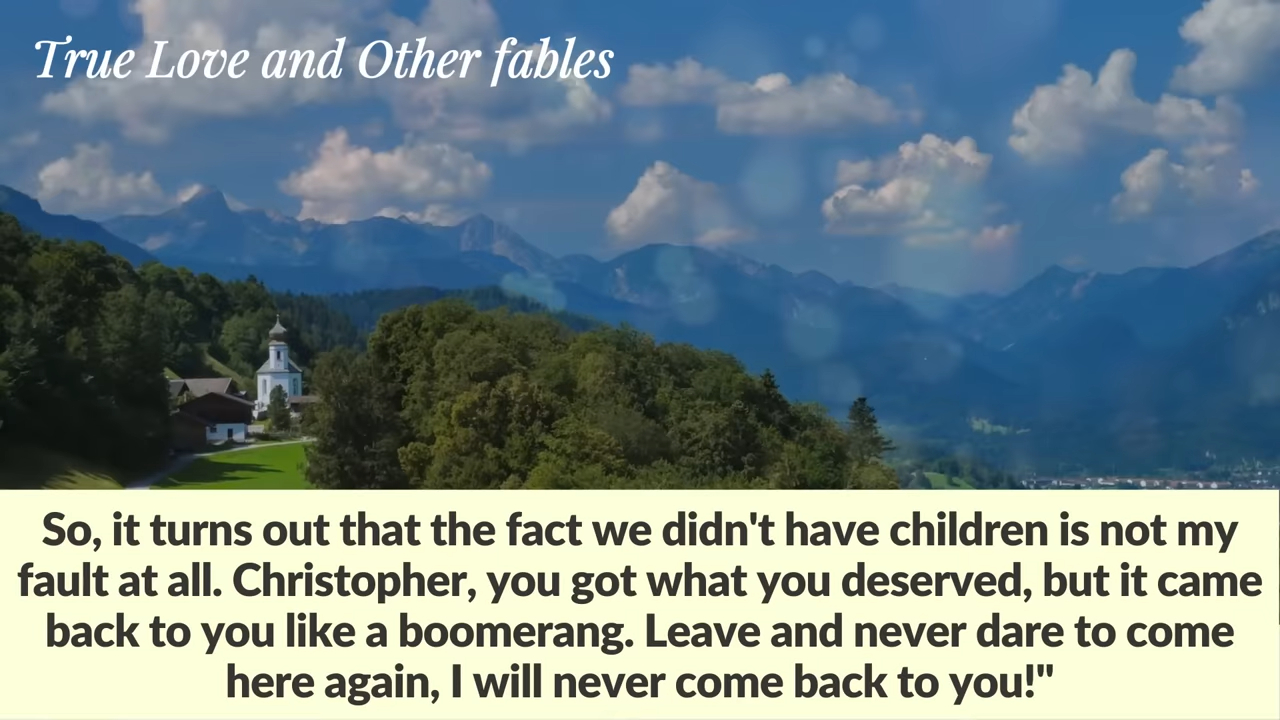 True Love and Other fables
So, it turns out that the fact we didn't have children is not my
fault at all. Christopher, you got what you deserved, but it came
back to you like a boomerang. Leave and never dare to come
here again, I will never come back to you!"